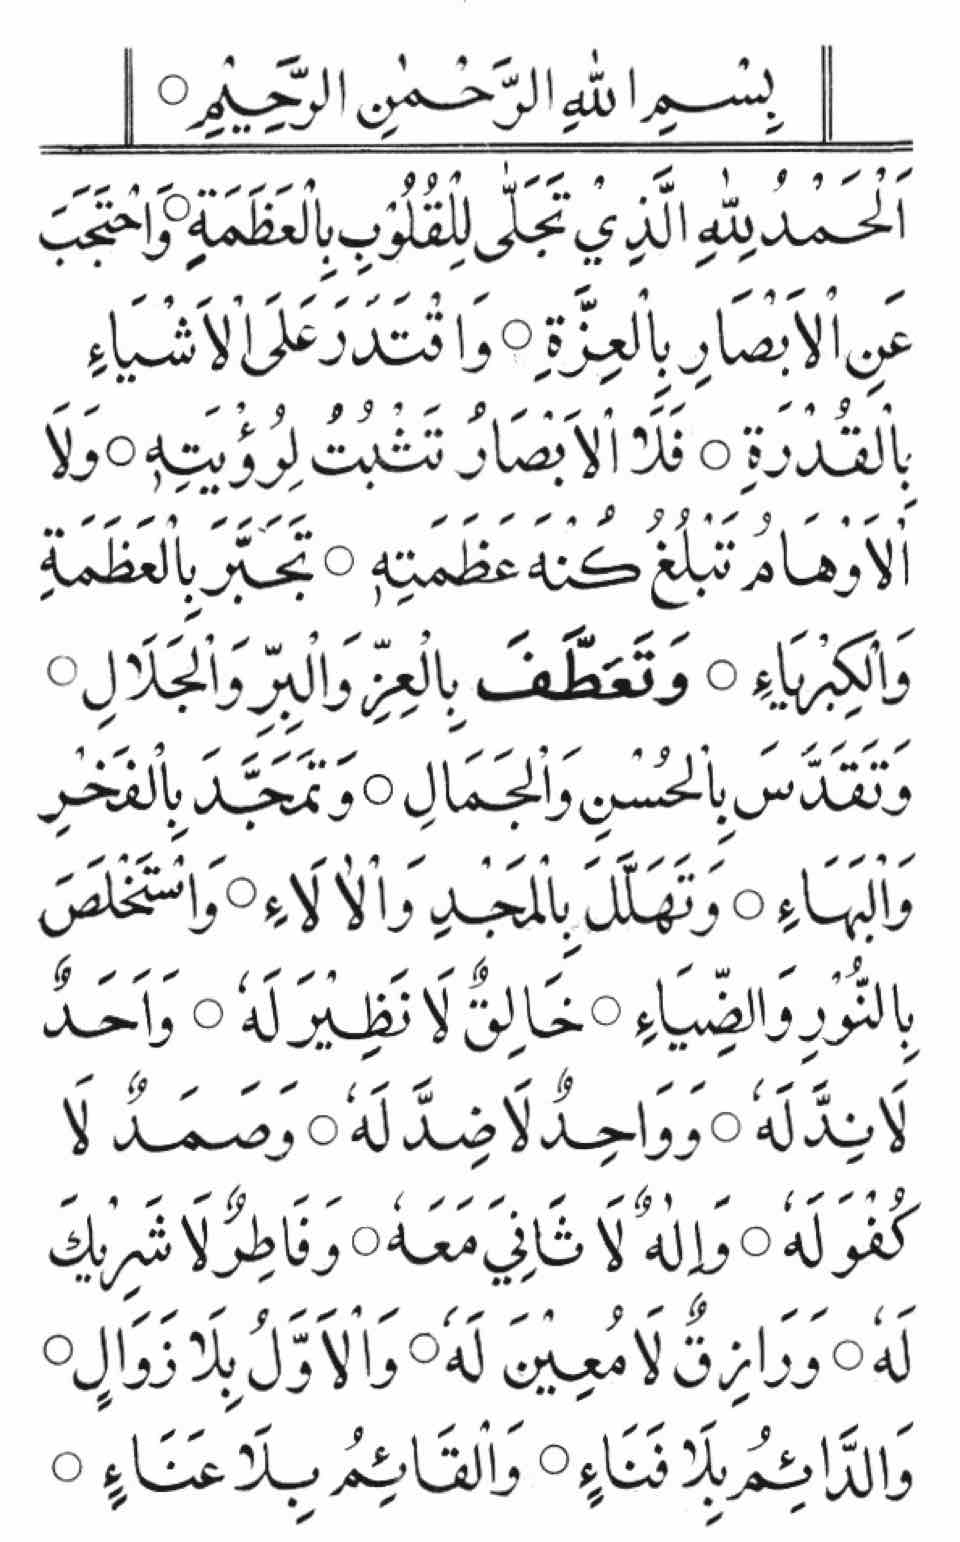 بِسْمِ اللهِ الرَّحْمٰنِ الرَّحِيْمِ ○
اَلْحَمْدُ لِلّٰهِ الَّذِيْ تَجَلّٰى لِلْقُلُوْبِ بِالْعَظَمَةِ ○ وَاحْتَجَبَ
عَنِ الْاَبْصَارِ بِالْعِزَّةِ ○ وَاقْتَدَرَ عَلَى الْاَشْيَاءِ
بِالْقُدْرَةِ ○ فَلَا الْاَبْصَارُ تَثْبُتُ لِرُؤْيَتِهٖ ○ وَلَا
الْاَوْهَامُ تَبْلُغُ كُنْهَ عَظَمَتِهٖ ○ تَجَبَّرَ بِالْعَظَمَةِ
وَالْكِبْرِيَاءِ ○ وَتَعَطَّفَ بِالْعِزِّ وَالْبِرِّ وَالْجَلَالِ ○
وَتَقَدَّسَ بِالْحُسْنِ وَالْجَمَالِ ○ وَتَمَجَّدَ بِالْفَخْرِ
وَالْبَهَاءِ ○ وَتَهَلَّلَ بِالْمَجْدِ وَالْاٰلَاءِ ○ وَاسْتَخْلَصَ
بِالنُّوْرِ وَالضِّيَاءِ ○ خَالِقٌ لَا نَظِيْرَ لَهٗ ○ وَاَحَدٌ
لَا نِدَّ لَهٗ ○ وَوَاحِدٌ لَا ضِدَّ لَهٗ ○ وَصَمَدٌ لَا
كُفْوَ لَهٗ ○ وَاِلٰهٌ لَا ثَانِيَ مَعَهٗ ○ وَفَاطِرٌ لَا شَرِيْكَ
لَهٗ ○ وَرَازِقٌ لَا مُعِيْنَ لَهٗ ○ وَالْاَوَّلُ بِلَا زَوَالٍ ○
وَالدَّائِمُ بِلَا فَنَاءٍ ○ وَالْقَائِمُ بِلَا عَنَاءٍ ○